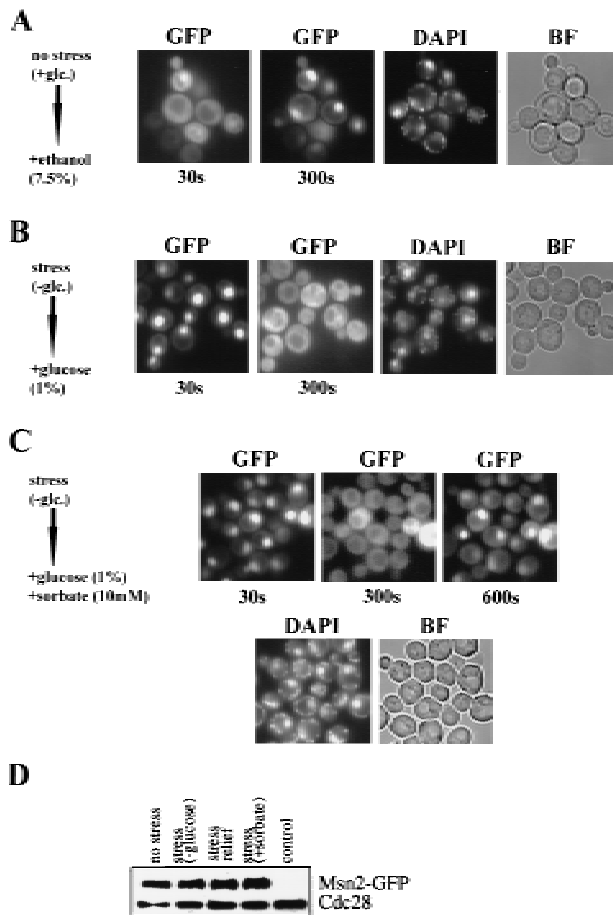 A
GFP GFP DAPI BF
no stress
(+glc.)
+ethanol
(7.5%)
30s 300s
B
GFP GFP DAPI BF
stress
(-glc.)
+glucose
(1%)
30s 300s
C
GFP GFP GFP
stress
(-glc.)
+glucose (1%)
+sorbate (10mM)
30s 300s 600s
DAPI BF
D
no stress
stress
(-glucose)
stress
relief
stress
(+sorbate)
control
Msn2-GFP
Cdc28